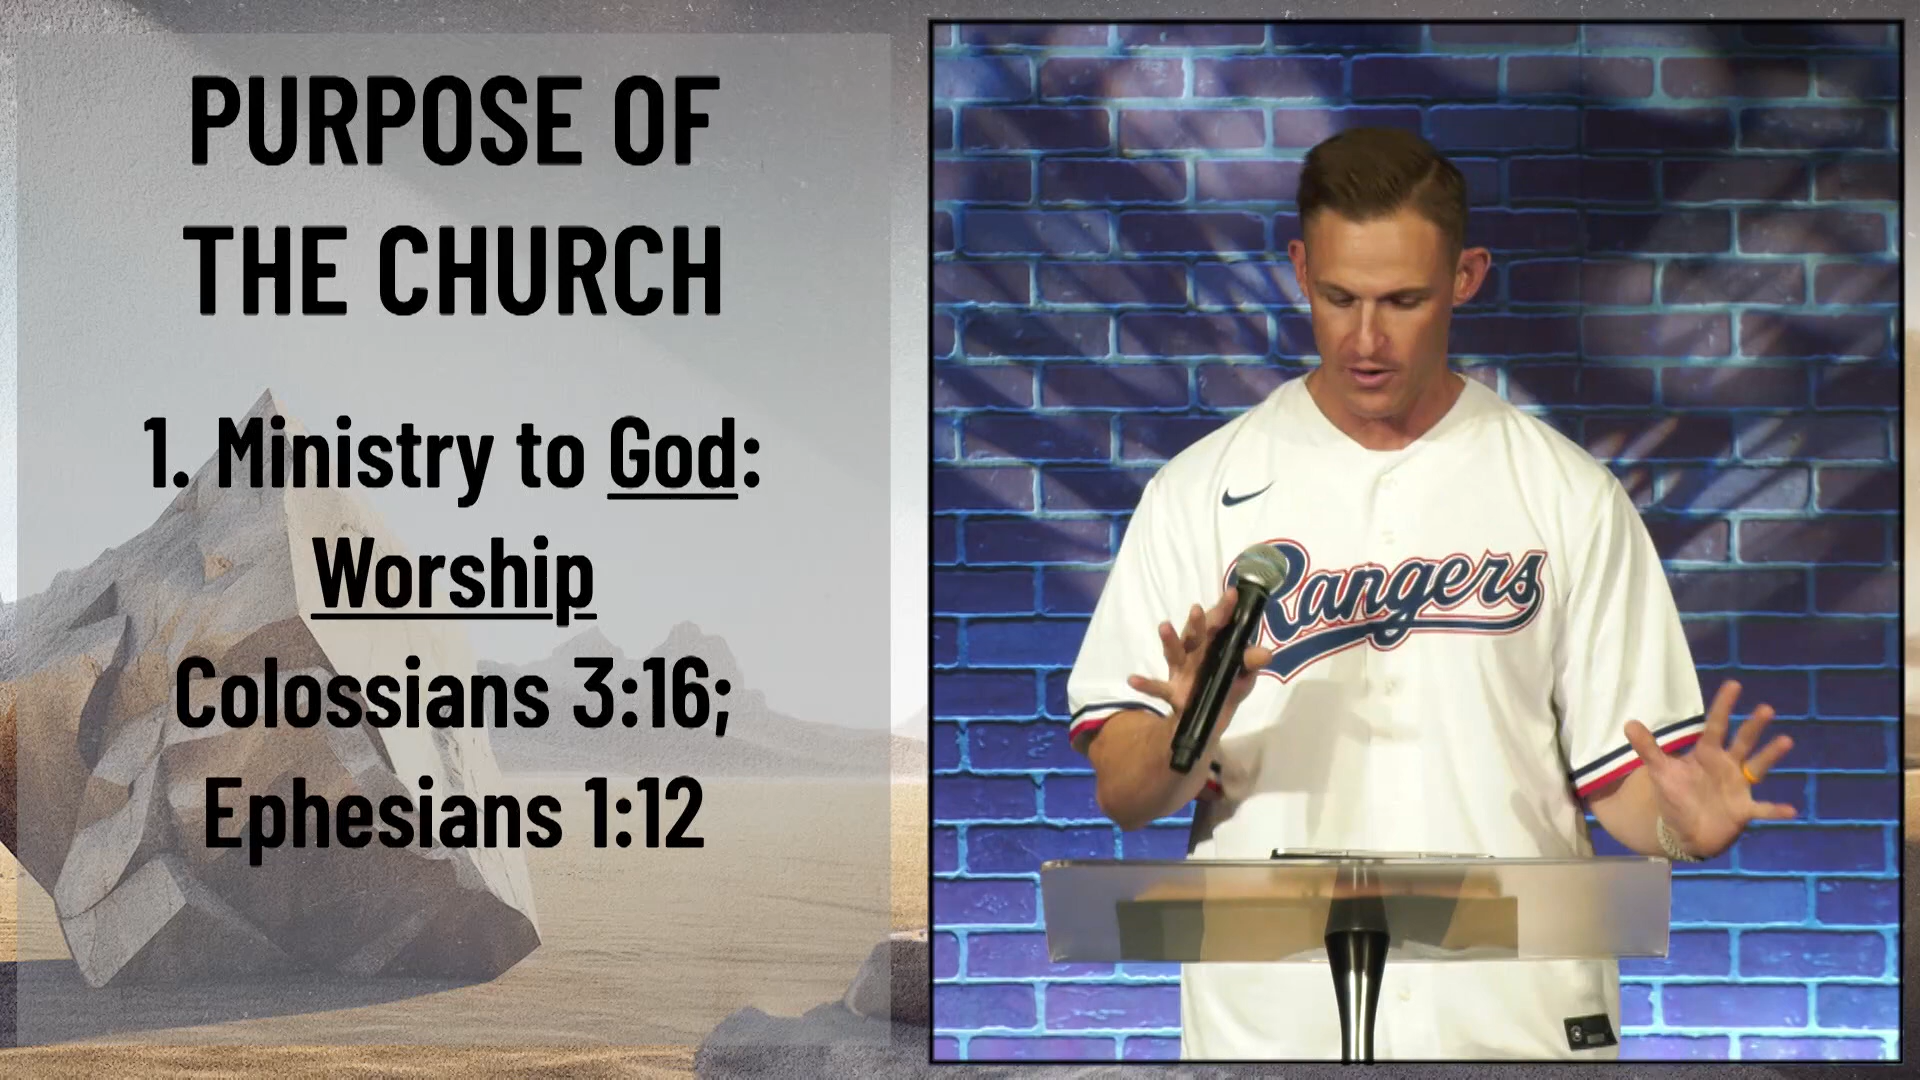 PURPOSE OF
THE CHURCH
1. Ministry to God:
Worship
Colossians 3:16;
Ephesians 1:12
Rangers